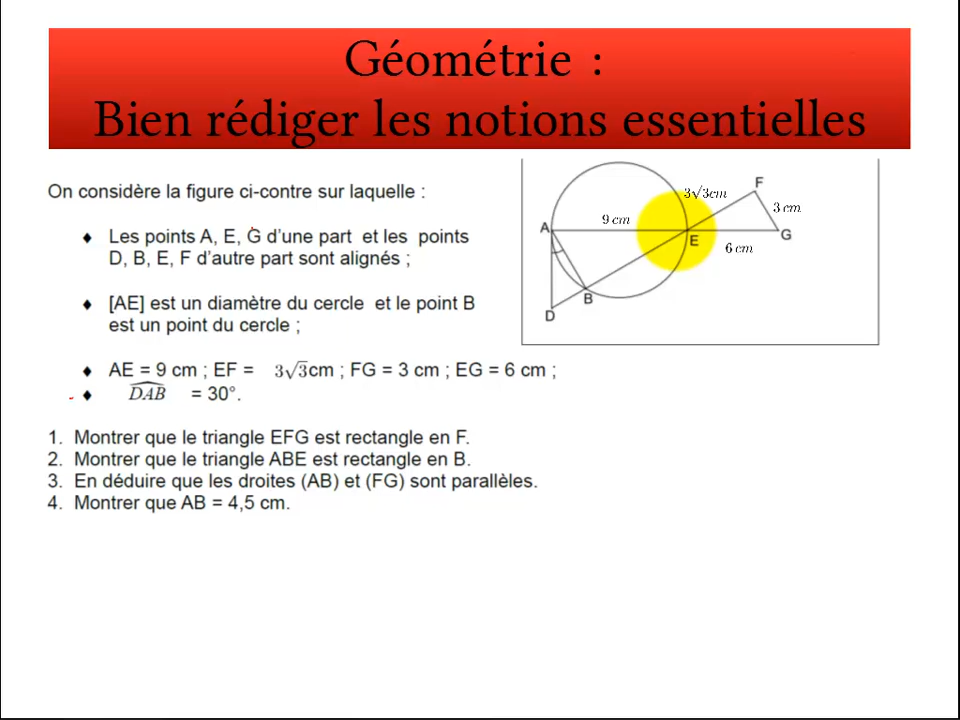 Géométrie :
Bien rédiger les notions essentielles
On considère la figure ci-contre sur laquelle :
♦ Les points A, E, G d'une part et les points
D, B, E, F d'autre part sont alignés ;
♦ [AE] est un diamètre du cercle et le point B
est un point du cercle ;
♦ AE = 9 cm ; EF = 3√3cm ; FG = 3 cm ; EG = 6 cm ;
♦ \widehat{DAB} = 30°.
1. Montrer que le triangle EFG est rectangle en F.
2. Montrer que le triangle ABE est rectangle en B.
3. En déduire que les droites (AB) et (FG) sont parallèles.
4. Montrer que AB = 4,5 cm.
F
3√3cm
3 cm
9 cm
A
E
G
6 cm
B
D